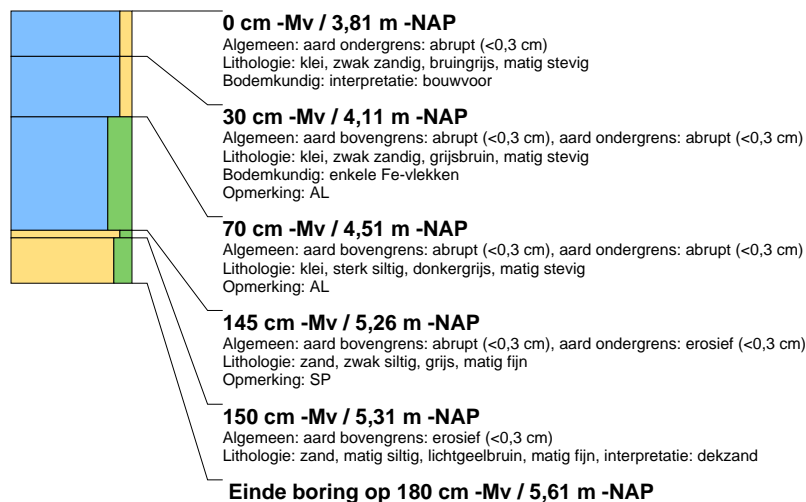 0 cm -Mv / 3,81 m -NAP
Algemeen: aard ondergrens: abrupt (<0,3 cm)
Lithologie: klei, zwak zandig, bruingrijs, matig stevig
Bodemkundig: interpretatie: bouwvoor
30 cm -Mv / 4,11 m -NAP
Algemeen: aard bovengrens: abrupt (<0,3 cm), aard ondergrens: abrupt (<0,3 cm)
Lithologie: klei, zwak zandig, grijsbruin, matig stevig
Bodemkundig: enkele Fe-vlekken
Opmerking: AL
70 cm -Mv / 4,51 m -NAP
Algemeen: aard bovengrens: abrupt (<0,3 cm), aard ondergrens: abrupt (<0,3 cm)
Lithologie: klei, sterk siltig, donkergrijs, matig stevig
Opmerking: AL
145 cm -Mv / 5,26 m -NAP
Algemeen: aard bovengrens: abrupt (<0,3 cm), aard ondergrens: erosief (<0,3 cm)
Lithologie: zand, zwak siltig, grijs, matig fijn
Opmerking: SP
150 cm -Mv / 5,31 m -NAP
Algemeen: aard bovengrens: erosief (<0,3 cm)
Lithologie: zand, matig siltig, lichtgeelbruin, matig fijn, interpretatie: dekzand
Einde boring op 180 cm -Mv / 5,61 m -NAP